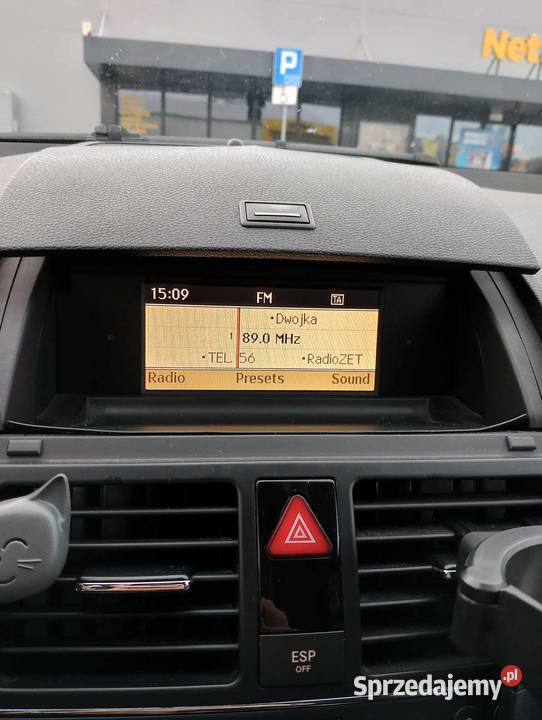 Net
P
15:09 FM TA
•Dwojka
1 89.0 MHz
•TEL. 56 •RadioZET
Radio Presets Sound
ESP
OFF
Sprzedajemy.pl